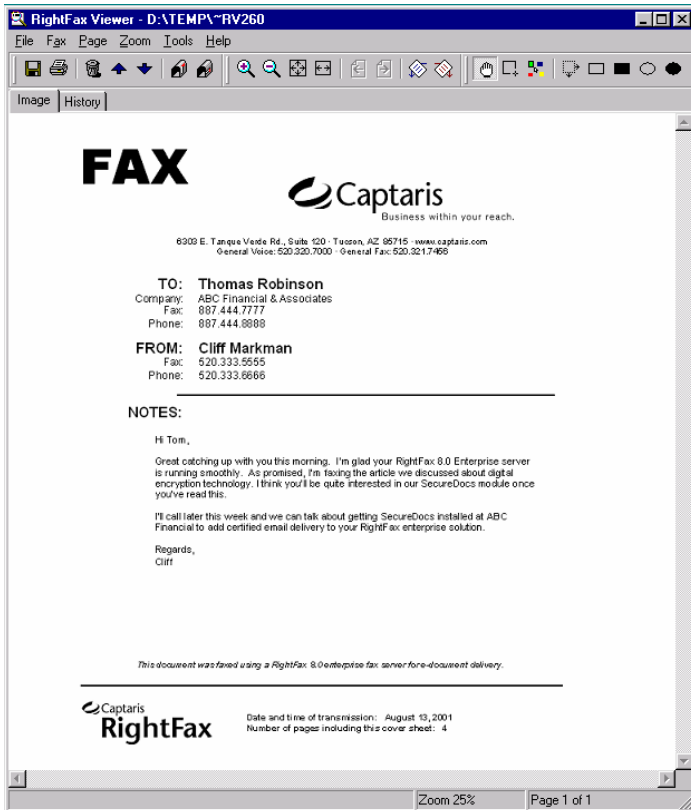 RightFax Viewer - D:\TEMP\~RV260
File Fax Page Zoom Tools Help
Image History
FAX
Captaris
Business within your reach.
6303 E. Tanque Verde Rd., Suite 120 · Tucson, AZ 85715 · www.captaris.com
General Voice: 520.320.7000 · General Fax: 520.321.7456
TO: Thomas Robinson
Company: ABC Financial & Associates
Fax: 887.444.7777
Phone: 887.444.8888
FROM: Cliff Markman
Fax: 520.333.5555
Phone: 520.333.6666
NOTES:
Hi Tom,
Great catching up with you this morning. I'm glad your RightFax 8.0 Enterprise server
is running smoothly. As promised, I'm faxing the article we discussed about digital
encryption technology. I think you'll be quite interested in our SecureDocs module once
you've read this.
I'll call later this week and we can talk about getting SecureDocs installed at ABC
Financial to add certified email delivery to your RightFax enterprise solution.
Regards,
Cliff
This document was faxed using a RightFax 8.0 enterprise fax server for e-document delivery.
Captaris
RightFax
Date and time of transmission: August 13, 2001
Number of pages including this cover sheet: 4
Zoom 25% Page 1 of 1